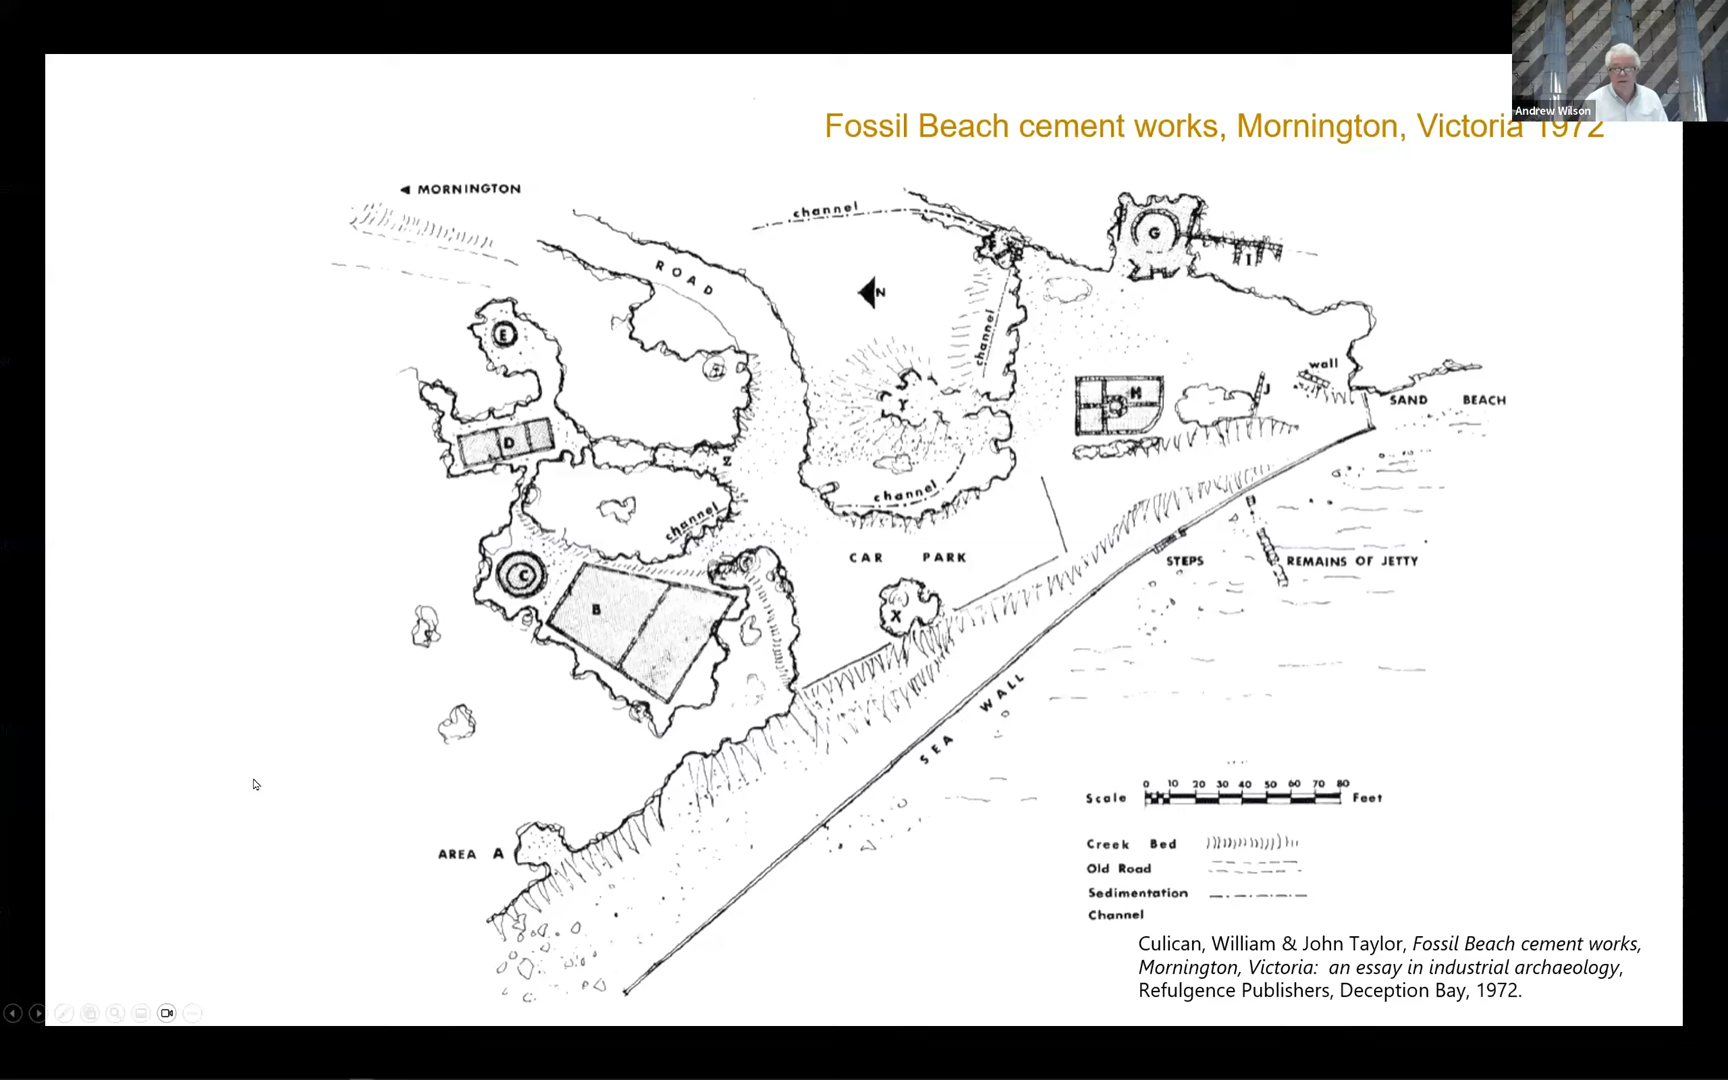 Andrew Wilson
Fossil Beach cement works, Mornington, Victoria 1972
MORNINGTON
channel
ROAD
N
G
I
E
channel
wall
H
J
SAND BEACH
Y
D
Z
channel
channel
CAR PARK
STEPS
REMAINS OF JETTY
C
B
X
SEA WALL
AREA A
0 10 20 30 40 50 60 70 80
Scale Feet
Creek Bed
Old Road
Sedimentation
Channel
Culican, William & John Taylor, Fossil Beach cement works,
Mornington, Victoria: an essay in industrial archaeology,
Refulgence Publishers, Deception Bay, 1972.